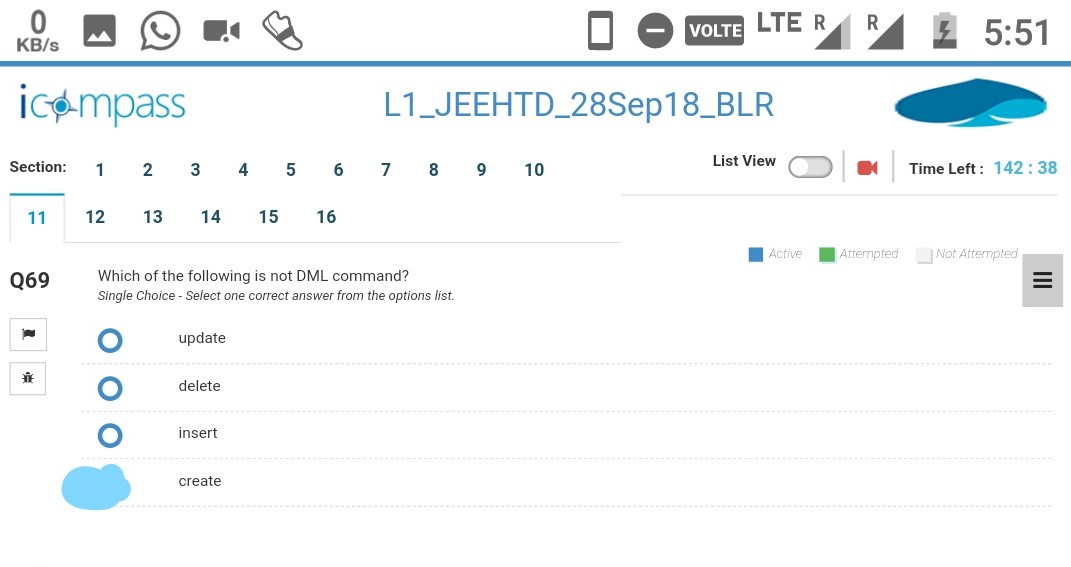 0
KB/s
VOLTE
LTE
R
R
5:51
icompass
L1_JEEHTD_28Sep18_BLR
Section: 1 2 3 4 5 6 7 8 9 10
List View
Time Left : 142 : 38
11 12 13 14 15 16
Active Attempted Not Attempted
Q69
Which of the following is not DML command?
Single Choice - Select one correct answer from the options list.
update
delete
insert
create